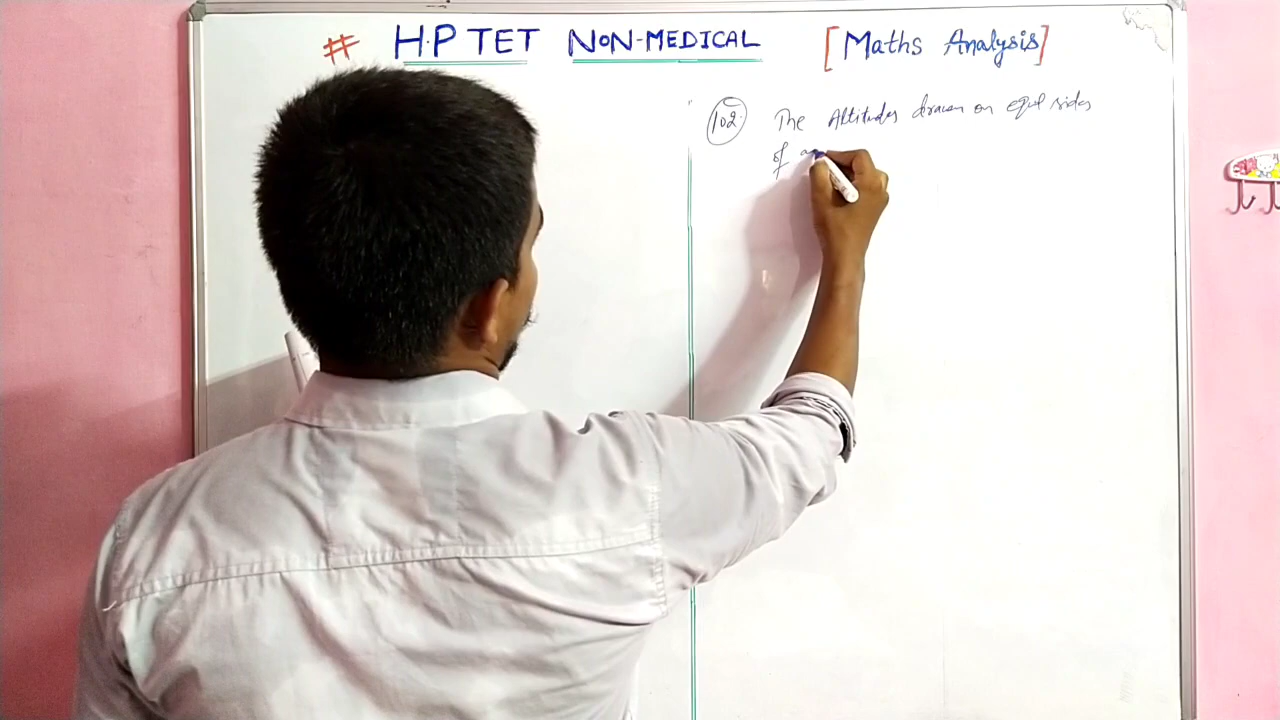 # H.P TET NON-MEDICAL [Maths Analysis]
102. The Altitudes drawn on equal sides
of